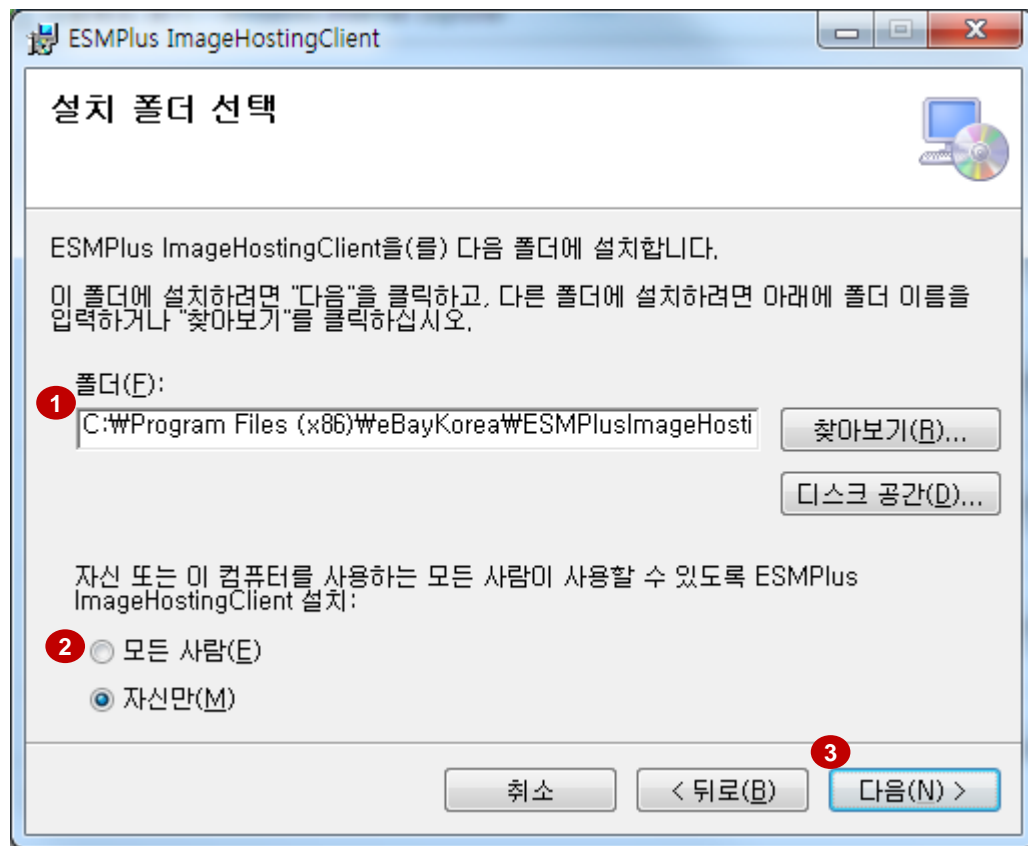 ESMPlus ImageHostingClient
설치 폴더 선택
ESMPlus ImageHostingClient을(를) 다음 폴더에 설치합니다.
이 폴더에 설치하려면 "다음"을 클릭하고, 다른 폴더에 설치하려면 아래에 폴더 이름을
입력하거나 "찾아보기"를 클릭하십시오.
폴더(F):
1
C:₩Program Files (x86)₩eBayKorea₩ESMPlusImageHosti
찾아보기(R)...
디스크 공간(D)...
자신 또는 이 컴퓨터를 사용하는 모든 사람이 사용할 수 있도록 ESMPlus
ImageHostingClient 설치:
2 모든 사람(E)
자신만(M)
3
취소 < 뒤로(B) 다음(N) >